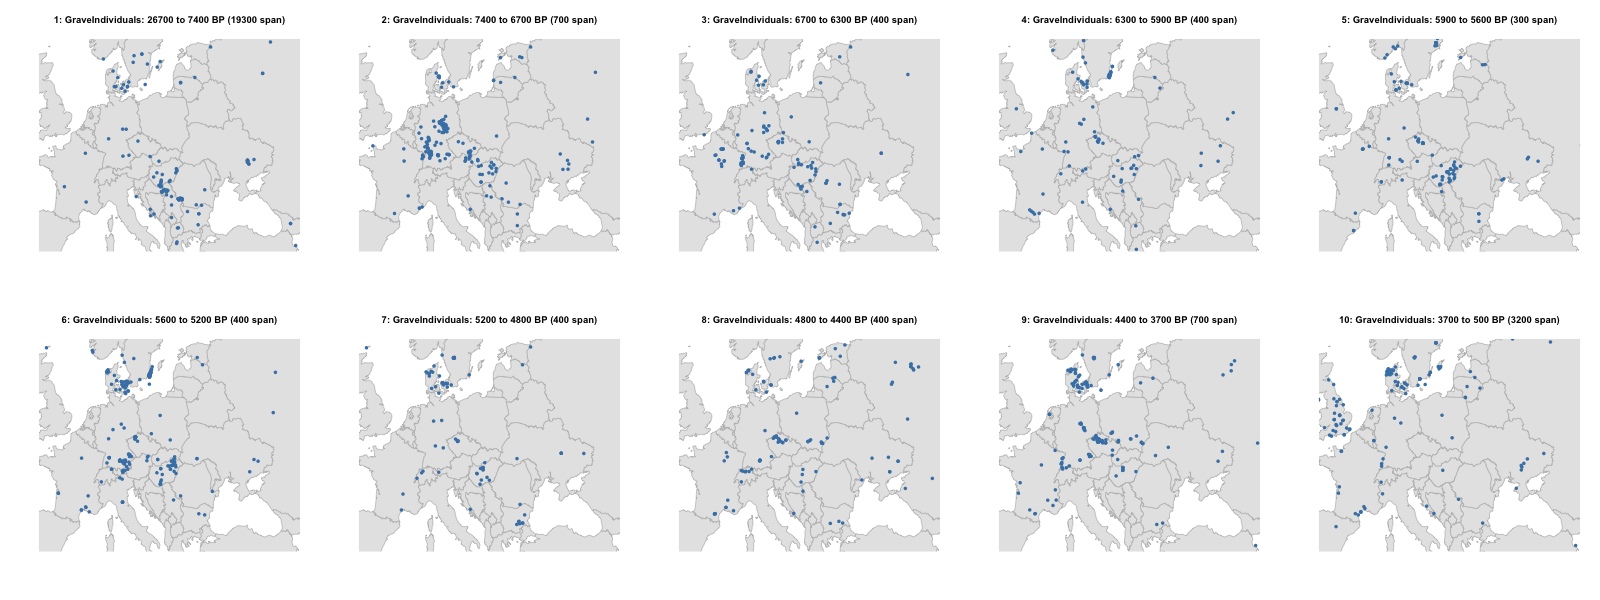 1: GraveIndividuals: 26700 to 7400 BP (19300 span)
2: GraveIndividuals: 7400 to 6700 BP (700 span)
3: GraveIndividuals: 6700 to 6300 BP (400 span)
4: GraveIndividuals: 6300 to 5900 BP (400 span)
5: GraveIndividuals: 5900 to 5600 BP (300 span)
6: GraveIndividuals: 5600 to 5200 BP (400 span)
7: GraveIndividuals: 5200 to 4800 BP (400 span)
8: GraveIndividuals: 4800 to 4400 BP (400 span)
9: GraveIndividuals: 4400 to 3700 BP (700 span)
10: GraveIndividuals: 3700 to 500 BP (3200 span)